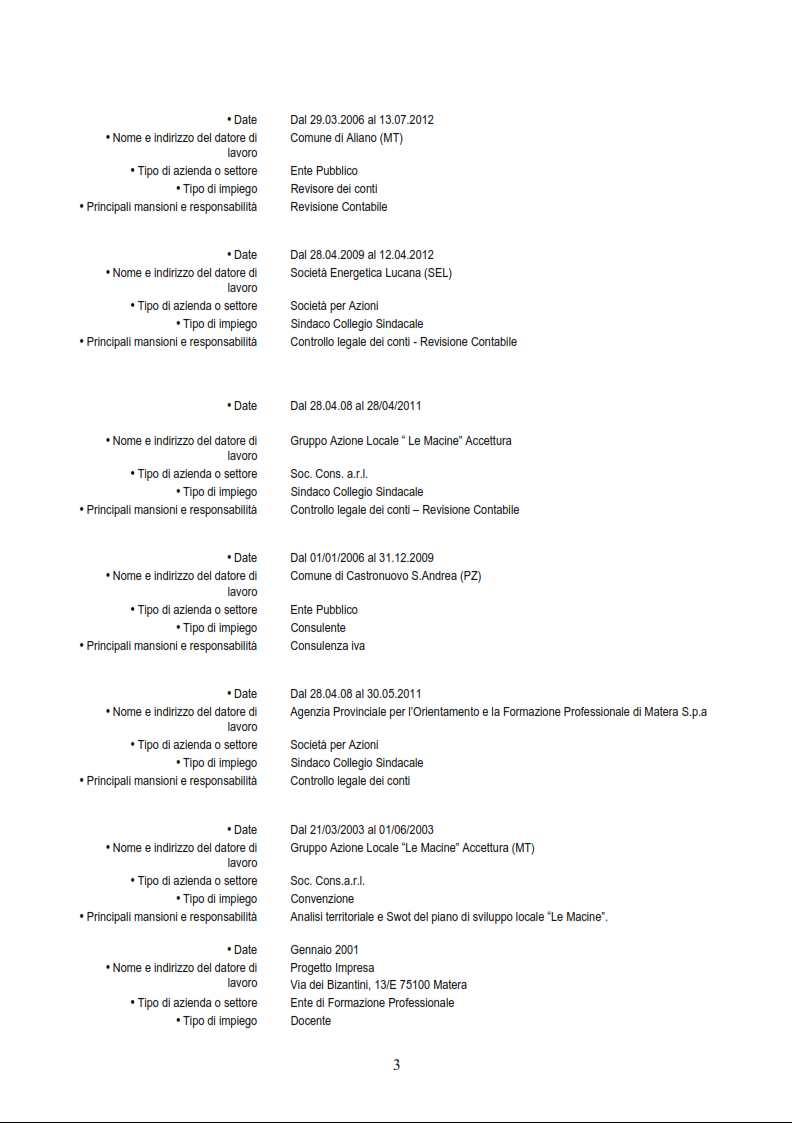 • Date Dal 29.03.2006 al 13.07.2012
• Nome e indirizzo del datore di lavoro Comune di Aliano (MT)
• Tipo di azienda o settore Ente Pubblico
• Tipo di impiego Revisore dei conti
• Principali mansioni e responsabilità Revisione Contabile
• Date Dal 28.04.2009 al 12.04.2012
• Nome e indirizzo del datore di lavoro Società Energetica Lucana (SEL)
• Tipo di azienda o settore Società per Azioni
• Tipo di impiego Sindaco Collegio Sindacale
• Principali mansioni e responsabilità Controllo legale dei conti - Revisione Contabile
• Date Dal 28.04.08 al 28/04/2011
• Nome e indirizzo del datore di lavoro Gruppo Azione Locale “ Le Macine” Accettura
• Tipo di azienda o settore Soc. Cons. a.r.l.
• Tipo di impiego Sindaco Collegio Sindacale
• Principali mansioni e responsabilità Controllo legale dei conti – Revisione Contabile
• Date Dal 01/01/2006 al 31.12.2009
• Nome e indirizzo del datore di lavoro Comune di Castronuovo S.Andrea (PZ)
• Tipo di azienda o settore Ente Pubblico
• Tipo di impiego Consulente
• Principali mansioni e responsabilità Consulenza iva
• Date Dal 28.04.08 al 30.05.2011
• Nome e indirizzo del datore di lavoro Agenzia Provinciale per l’Orientamento e la Formazione Professionale di Matera S.p.a
• Tipo di azienda o settore Società per Azioni
• Tipo di impiego Sindaco Collegio Sindacale
• Principali mansioni e responsabilità Controllo legale dei conti
• Date Dal 21/03/2003 al 01/06/2003
• Nome e indirizzo del datore di lavoro Gruppo Azione Locale “Le Macine” Accettura (MT)
• Tipo di azienda o settore Soc. Cons.a.r.l.
• Tipo di impiego Convenzione
• Principali mansioni e responsabilità Analisi territoriale e Swot del piano di sviluppo locale “Le Macine”.
• Date Gennaio 2001
• Nome e indirizzo del datore di lavoro Progetto Impresa
Via dei Bizantini, 13/E 75100 Matera
• Tipo di azienda o settore Ente di Formazione Professionale
• Tipo di impiego Docente
3